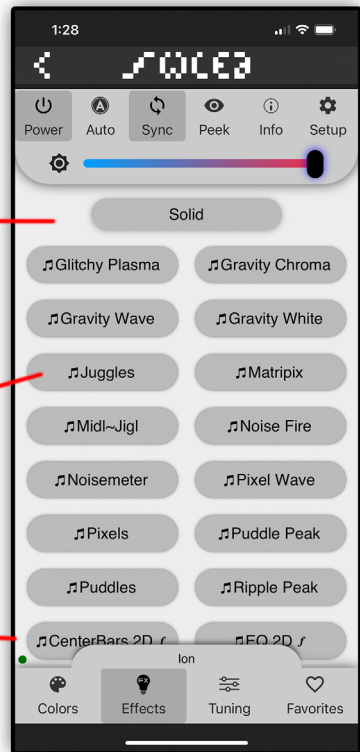 1:28
Power Auto Sync Peek Info Setup
Solid
♬Glitchy Plasma ♬Gravity Chroma
♬Gravity Wave ♬Gravity White
♬Juggles ♬Matripix
♬Midl~Jigl ♬Noise Fire
♬Noisemeter ♬Pixel Wave
♬Pixels ♬Puddle Peak
♬Puddles ♬Ripple Peak
♬CenterBars 2D ƒ ♬EQ 2D ƒ
Ion
FX
Colors Effects Tuning Favorites